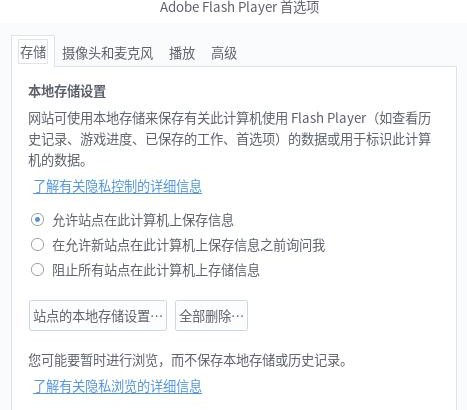 Adobe Flash Player 首选项
存储 摄像头和麦克风 播放 高级
本地存储设置
网站可使用本地存储来保存有关此计算机使用 Flash Player（如查看历
史记录、游戏进度、已保存的工作、首选项）的数据或用于标识此计算
机的数据。
了解有关隐私控制的详细信息
允许站点在此计算机上保存信息
在允许新站点在此计算机上保存信息之前询问我
阻止所有站点在此计算机上存储信息
站点的本地存储设置… 全部删除…
您可能要暂时进行浏览，而不保存本地存储或历史记录。
了解有关隐私浏览的详细信息